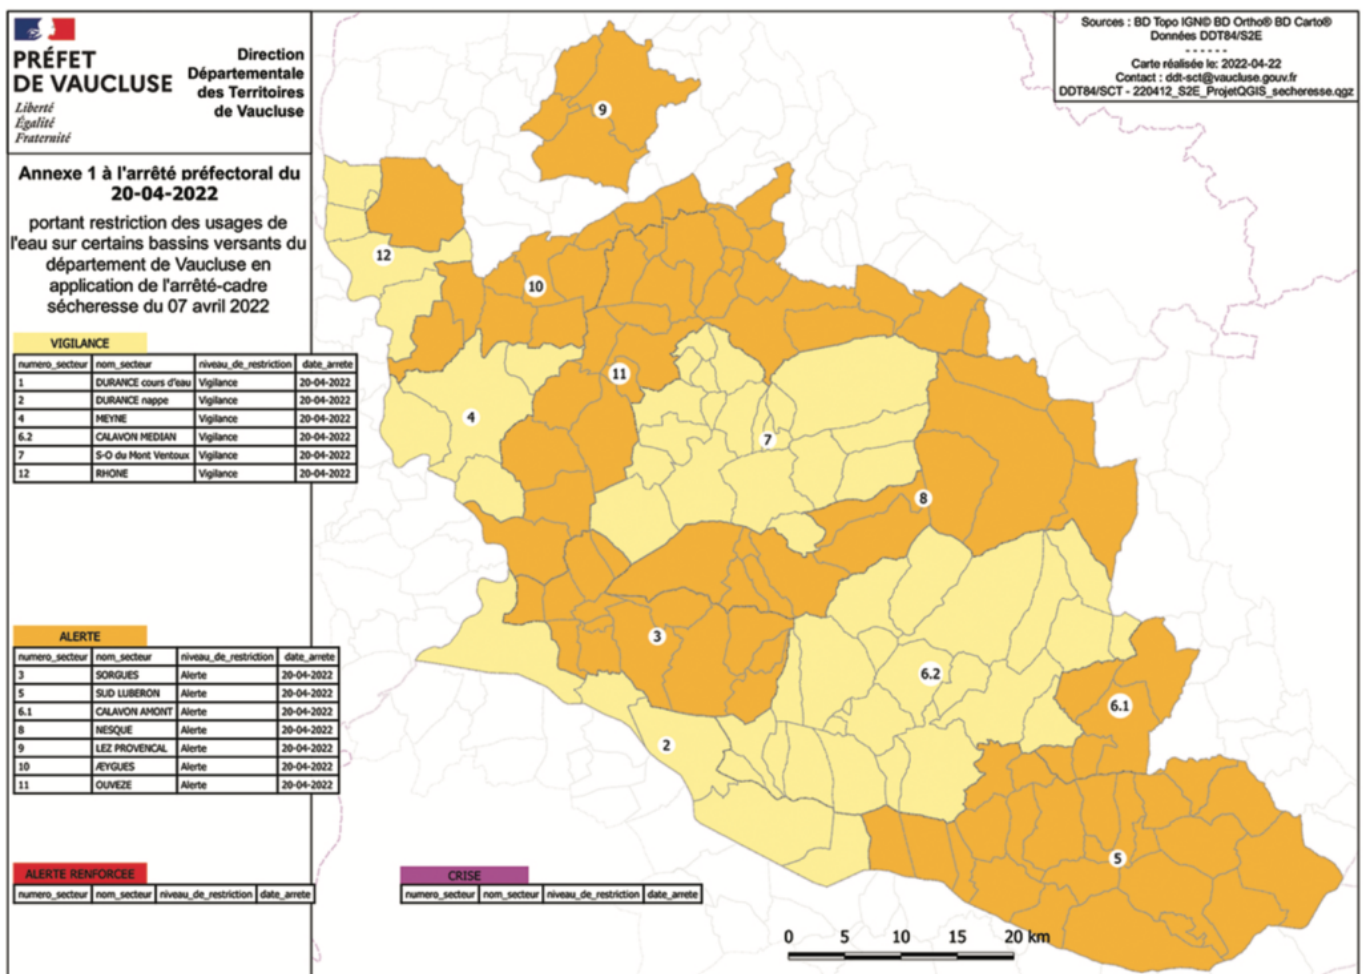 PRÉFET
DE VAUCLUSE
Liberté
Égalité
Fraternité
Direction
Départementale
des Territoires
de Vaucluse
Annexe 1 à l'arrêté préfectoral du
20-04-2022
portant restriction des usages de
l'eau sur certains bassins versants du
département de Vaucluse en
application de l'arrêté-cadre
sécheresse du 07 avril 2022
VIGILANCE
numero_secteur nom_secteur niveau_de_restriction date_arrete
1 DURANCE cours d'eau Vigilance 20-04-2022
2 DURANCE nappe Vigilance 20-04-2022
4 MEYNE Vigilance 20-04-2022
6.2 CALAVON MEDIAN Vigilance 20-04-2022
7 S-O du Mont Ventoux Vigilance 20-04-2022
12 RHONE Vigilance 20-04-2022
ALERTE
numero_secteur nom_secteur niveau_de_restriction date_arrete
3 SORGUES Alerte 20-04-2022
5 SUD LUBERON Alerte 20-04-2022
6.1 CALAVON AMONT Alerte 20-04-2022
8 NESQUE Alerte 20-04-2022
9 LEZ PROVENCAL Alerte 20-04-2022
10 ÆYGUES Alerte 20-04-2022
11 OUVEZE Alerte 20-04-2022
ALERTE RENFORCEE
numero_secteur nom_secteur niveau_de_restriction date_arrete
CRISE
numero_secteur nom_secteur niveau_de_restriction date_arrete
Sources : BD Topo IGN© BD Ortho® BD Carto®
Données DDT84/S2E
- - - - - -
Carte réalisée le: 2022-04-22
Contact : ddt-sct@vaucluse.gouv.fr
DDT84/SCT - 220412_S2E_ProjetQGIS_secheresse.qgz
9
12
10
11
4
7
8
3
6.2
6.1
2
5
0 5 10 15 20 km